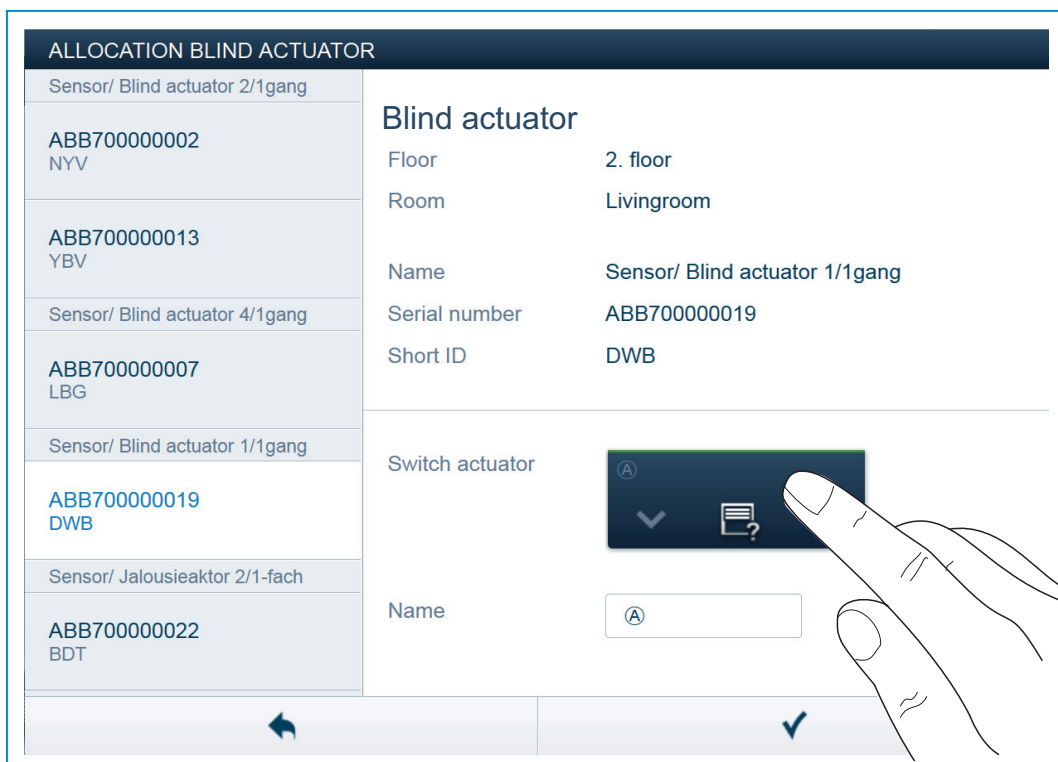 ALLOCATION BLIND ACTUATOR
Sensor/ Blind actuator 2/1gang
ABB700000002
NYV
ABB700000013
YBV
Sensor/ Blind actuator 4/1gang
ABB700000007
LBG
Sensor/ Blind actuator 1/1gang
ABB700000019
DWB
Sensor/ Jalousieaktor 2/1-fach
ABB700000022
BDT
Blind actuator
Floor 2. floor
Room Livingroom
Name Sensor/ Blind actuator 1/1gang
Serial number ABB700000019
Short ID DWB
Switch actuator
Ⓐ
?
Name Ⓐ